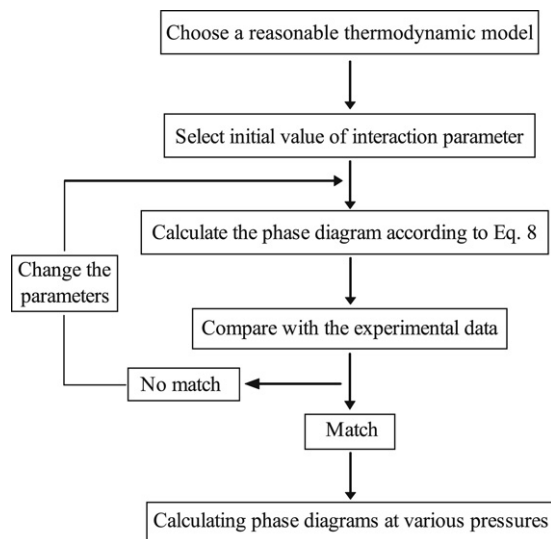 Choose a reasonable thermodynamic model
Select initial value of interaction parameter
Calculate the phase diagram according to Eq. 8
Change the
parameters
Compare with the experimental data
No match
Match
Calculating phase diagrams at various pressures